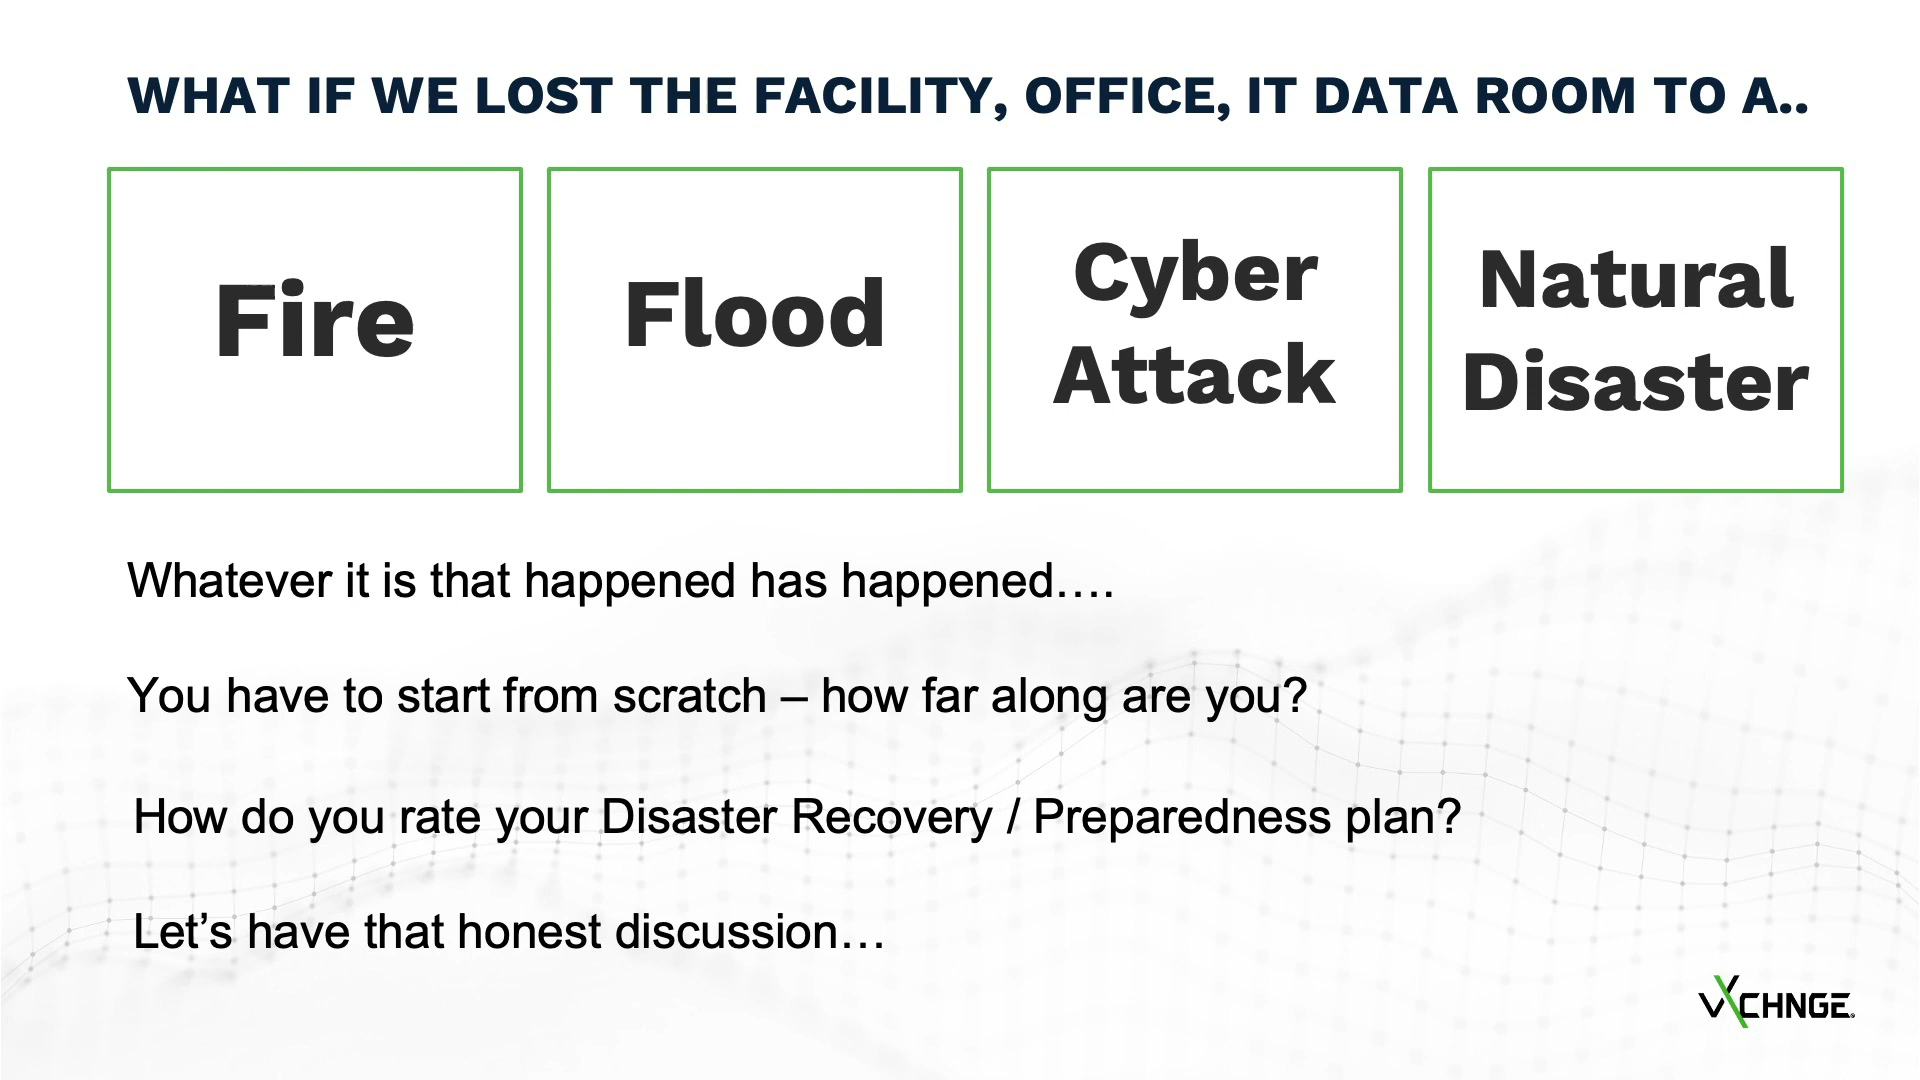 WHAT IF WE LOST THE FACILITY, OFFICE, IT DATA ROOM TO A..
Fire
Flood
Cyber
Attack
Natural
Disaster
Whatever it is that happened has happened….
You have to start from scratch – how far along are you?
How do you rate your Disaster Recovery / Preparedness plan?
Let’s have that honest discussion…
VXCHNGE®